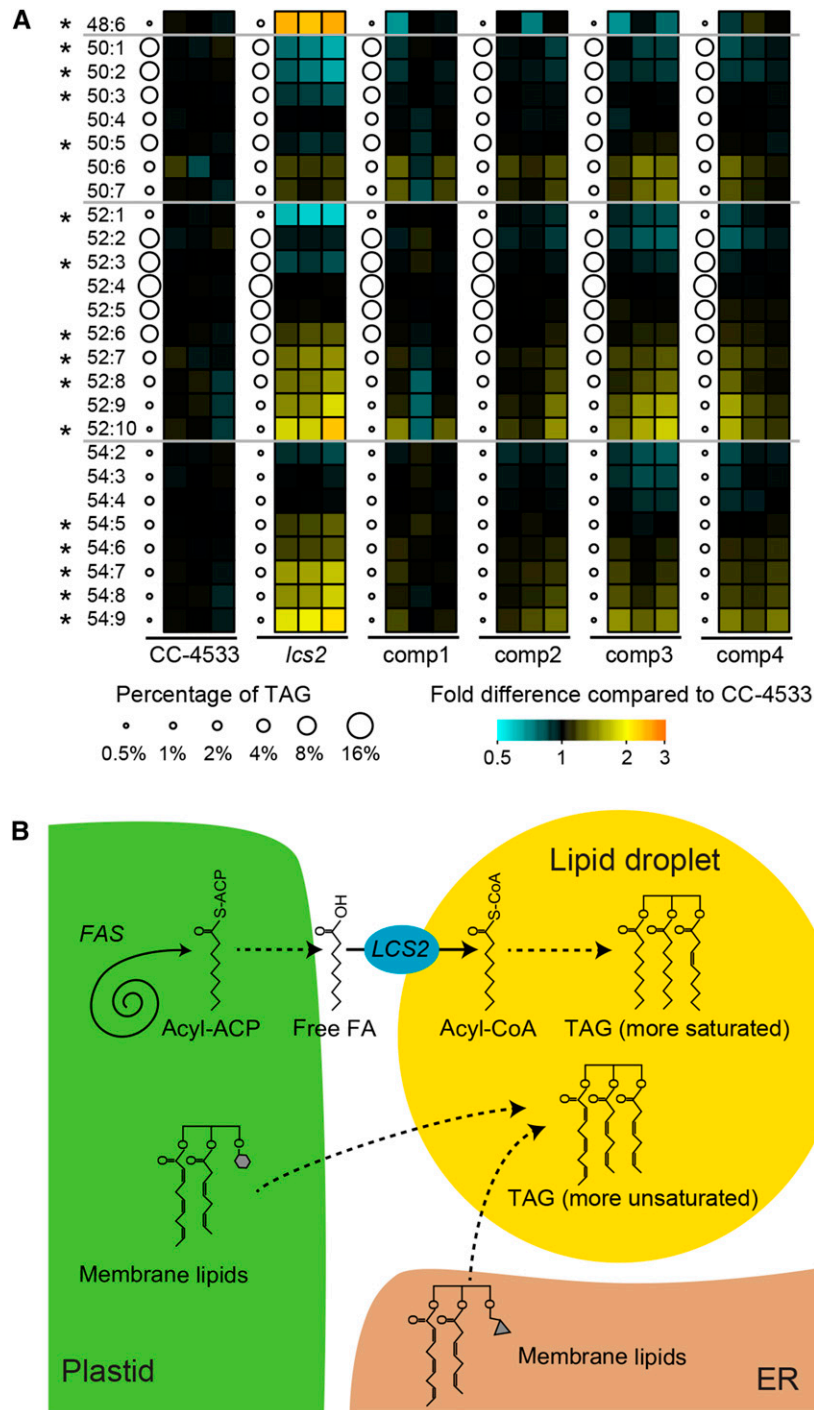 A
* 48:6
* 50:1
* 50:2
* 50:3
50:4
* 50:5
50:6
50:7
* 52:1
52:2
* 52:3
52:4
52:5
* 52:6
* 52:7
* 52:8
52:9
* 52:10
54:2
54:3
54:4
* 54:5
* 54:6
* 54:7
* 54:8
* 54:9
CC-4533 lcs2 comp1 comp2 comp3 comp4
Percentage of TAG
0.5% 1% 2% 4% 8% 16%
Fold difference compared to CC-4533
0.5 1 2 3
B
Lipid droplet
FAS
S-ACP
OH
S-CoA
O
O
O
O O O
O O O
LCS2
Acyl-ACP
Free FA
Acyl-CoA
TAG (more saturated)
O O O
O O
O O O
O O O
TAG (more unsaturated)
Membrane lipids
O O O
O O
Membrane lipids
Plastid
ER